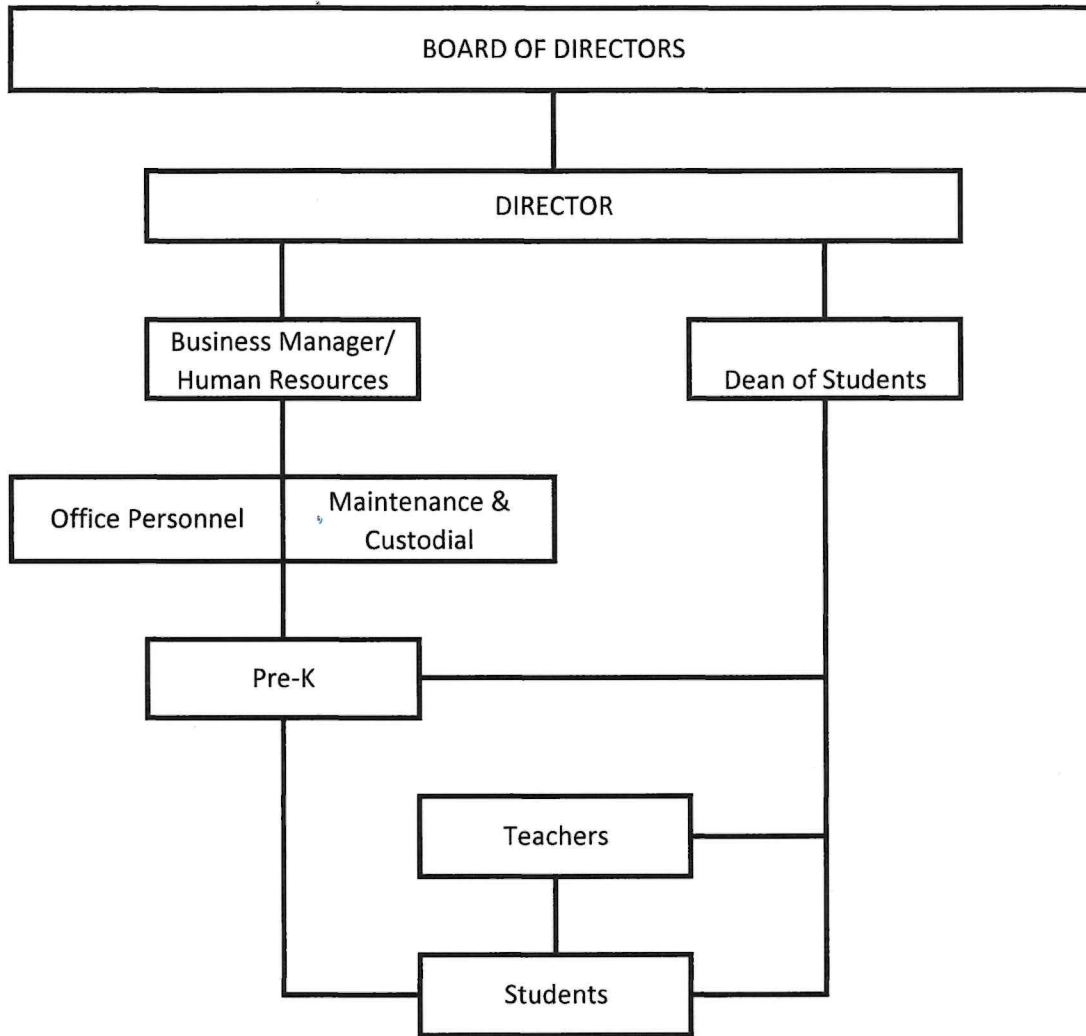 BOARD OF DIRECTORS
DIRECTOR
Business Manager/
Human Resources
Dean of Students
Office Personnel
Maintenance &
Custodial
Pre-K
Teachers
Students